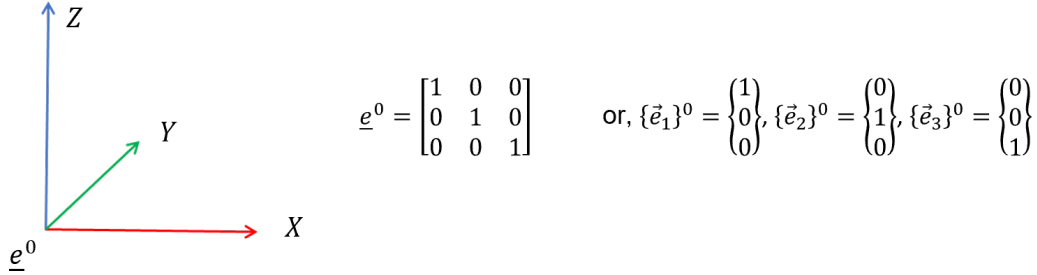 Z
Y
X
e⁰
e⁰ = [1 0 0
0 1 0
0 0 1]
or, {e⃗₁}⁰ = {1 0 0}, {e⃗₂}⁰ = {0 1 0}, {e⃗₃}⁰ = {0 0 1}